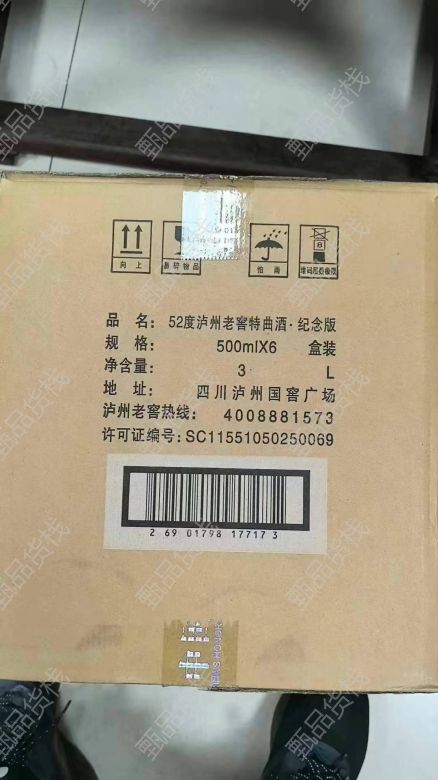 向上
易碎物品
怕雨
堆码层数极限
8
品 名：52度泸州老窖特曲酒·纪念版
规 格： 500mlX6 盒装
净含量： 3 L
地 址： 四川泸州国窖广场
泸州老窖热线：4008881573
许可证编号：SC11551050250069
2 69 01798 17717 3
甄品货栈